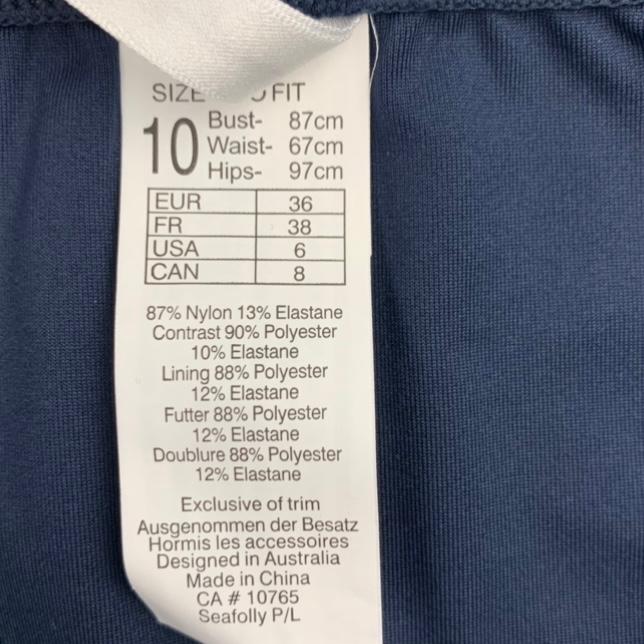 SIZE FIT
10
Bust- 87cm
Waist- 67cm
Hips- 97cm
EUR 36
FR 38
USA 6
CAN 8
87% Nylon 13% Elastane
Contrast 90% Polyester
10% Elastane
Lining 88% Polyester
12% Elastane
Futter 88% Polyester
12% Elastane
Doublure 88% Polyester
12% Elastane
Exclusive of trim
Ausgenommen der Besatz
Hormis les accessoires
Designed in Australia
Made in China
CA # 10765
Seafolly P/L